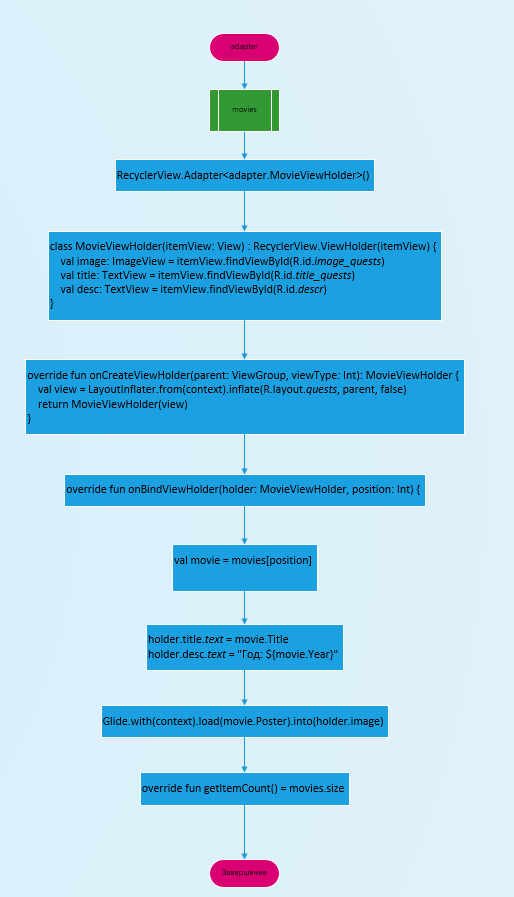 adapter
movies
RecyclerView.Adapter<adapter.MovieViewHolder>()
class MovieViewHolder(itemView: View) : RecyclerView.ViewHolder(itemView) {
val image: ImageView = itemView.findViewById(R.id.image_quests)
val title: TextView = itemView.findViewById(R.id.title_quests)
val desc: TextView = itemView.findViewById(R.id.descr)
}
override fun onCreateViewHolder(parent: ViewGroup, viewType: Int): MovieViewHolder {
val view = LayoutInflater.from(context).inflate(R.layout.quests, parent, false)
return MovieViewHolder(view)
}
override fun onBindViewHolder(holder: MovieViewHolder, position: Int) {
val movie = movies[position]
holder.title.text = movie.Title
holder.desc.text = "Год: ${movie.Year}"
Glide.with(context).load(movie.Poster).into(holder.image)
override fun getItemCount() = movies.size
Завершение